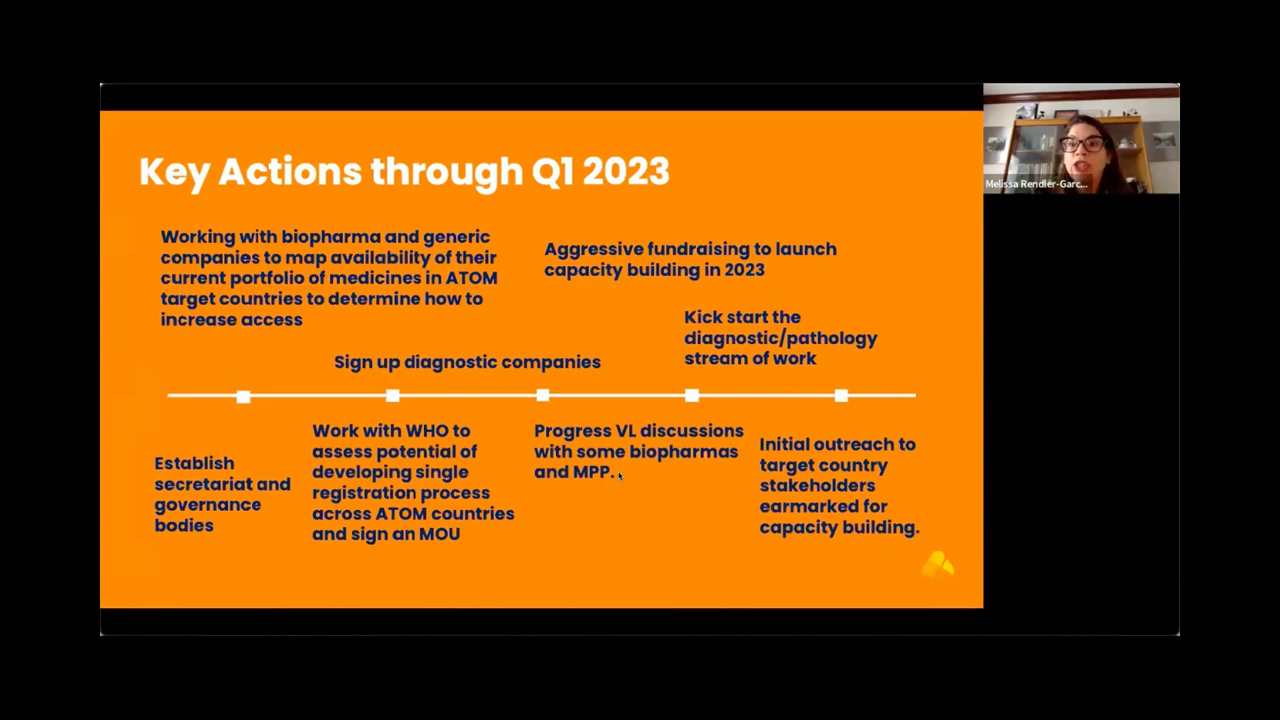 Key Actions through Q1 2023
Working with biopharma and generic
companies to map availability of their
current portfolio of medicines in ATOM
target countries to determine how to
increase access
Aggressive fundraising to launch
capacity building in 2023
Sign up diagnostic companies
Kick start the
diagnostic/pathology
stream of work
Establish
secretariat and
governance
bodies
Work with WHO to
assess potential of
developing single
registration process
across ATOM countries
and sign an MOU
Progress VL discussions
with some biopharmas
and MPP.
Initial outreach to
target country
stakeholders
earmarked for
capacity building.
Melissa Rendler-Garc...